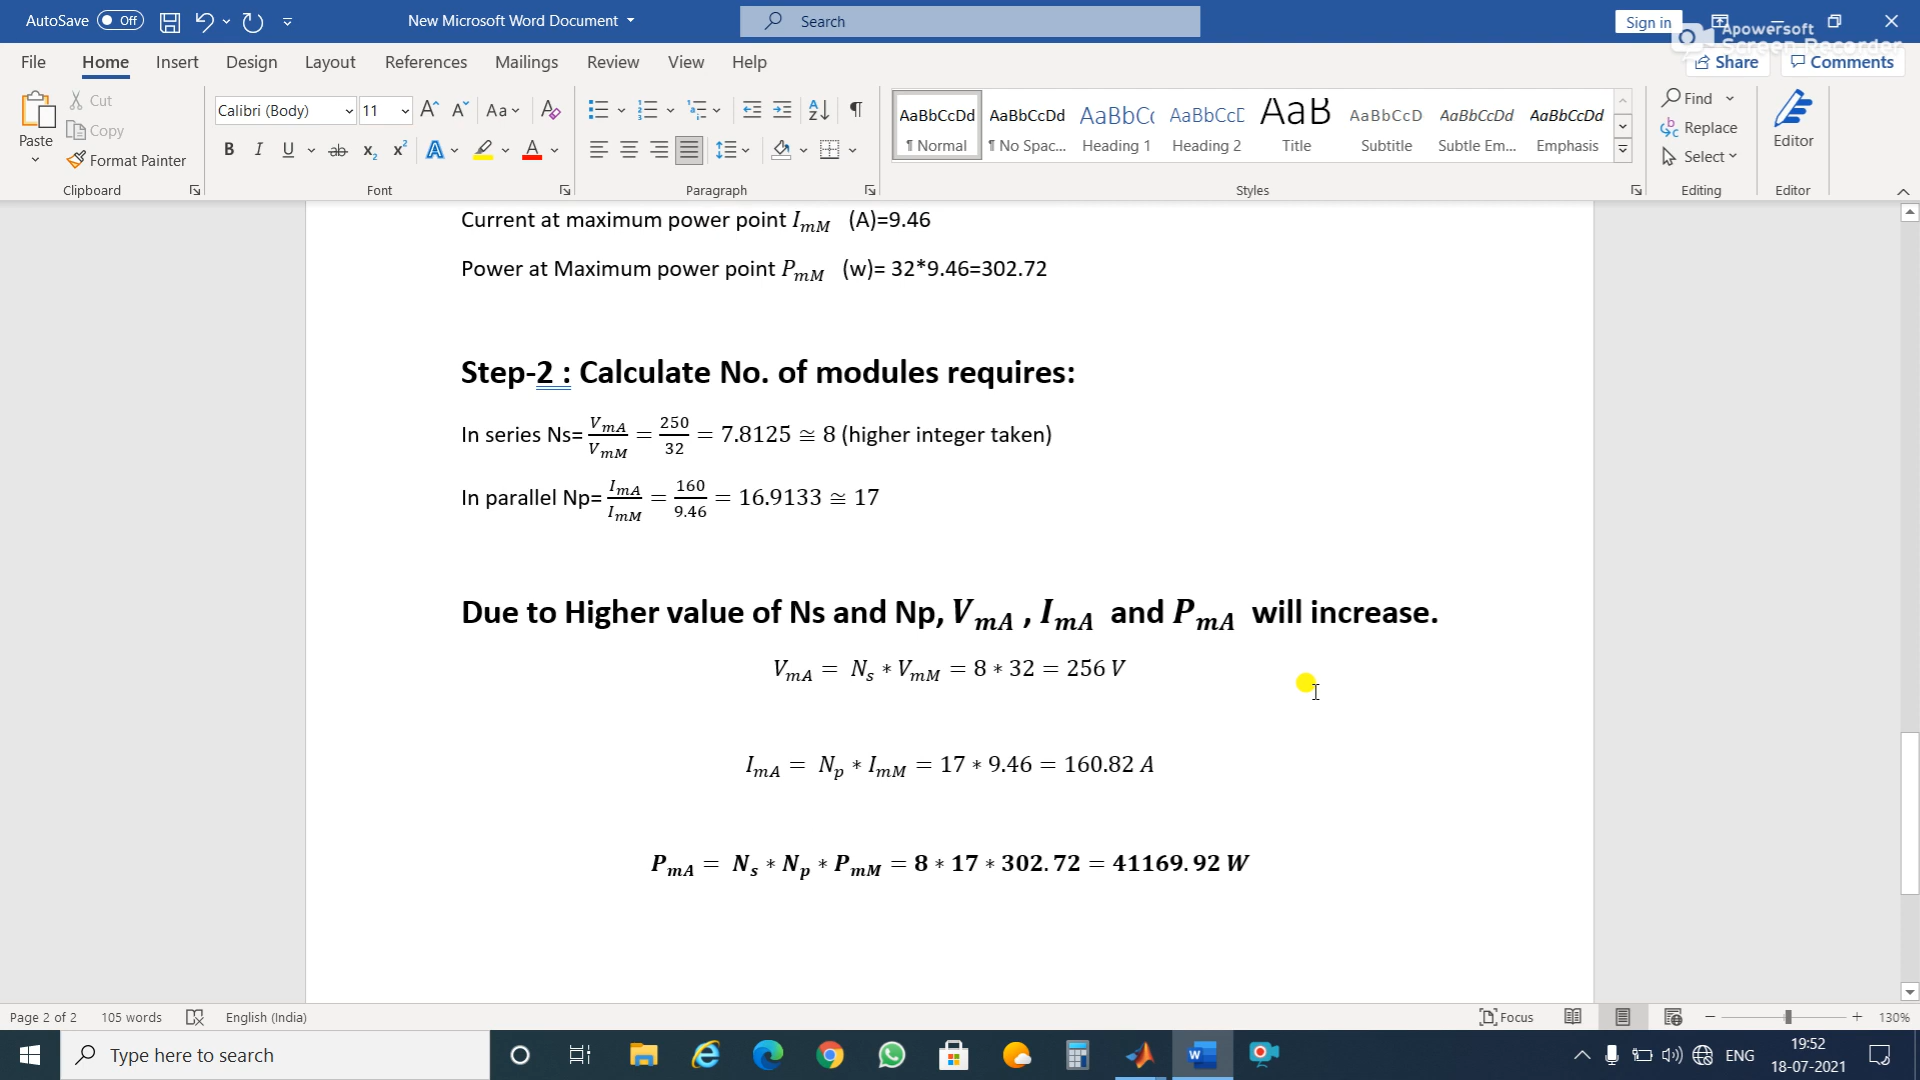 AutoSave Off New Microsoft Word Document Search Sign in
Apowersoft
Screen Recorder
File Home Insert Design Layout References Mailings Review View Help Share Comments
Paste Cut Copy Format Painter
Calibri (Body) 11 Aa
B I U ab x₂ x² A A
AaBbCcDd AaBbCcDd AaBbCc AaBbCcD AaB AaBbCcD AaBbCcDd AaBbCcDd
¶ Normal ¶ No Spac... Heading 1 Heading 2 Title Subtitle Subtle Em... Emphasis
Find
Replace
Select
Editor
Clipboard Font Paragraph Styles Editing Editor
Current at maximum power point I_mM (A)=9.46
Power at Maximum power point P_mM (w)= 32*9.46=302.72
Step-2 : Calculate No. of modules requires:
In series Ns= V_mA/V_mM = 250/32 = 7.8125 ≅ 8 (higher integer taken)
In parallel Np= I_mA/I_mM = 160/9.46 = 16.9133 ≅ 17
Due to Higher value of Ns and Np, V_mA , I_mA and P_mA will increase.
V_mA = N_s * V_mM = 8 * 32 = 256 V
I_mA = N_p * I_mM = 17 * 9.46 = 160.82 A
P_mA = N_s * N_p * P_mM = 8 * 17 * 302.72 = 41169.92 W
Page 2 of 2 105 words English (India) Focus 130%
Type here to search ENG 19:52
18-07-2021